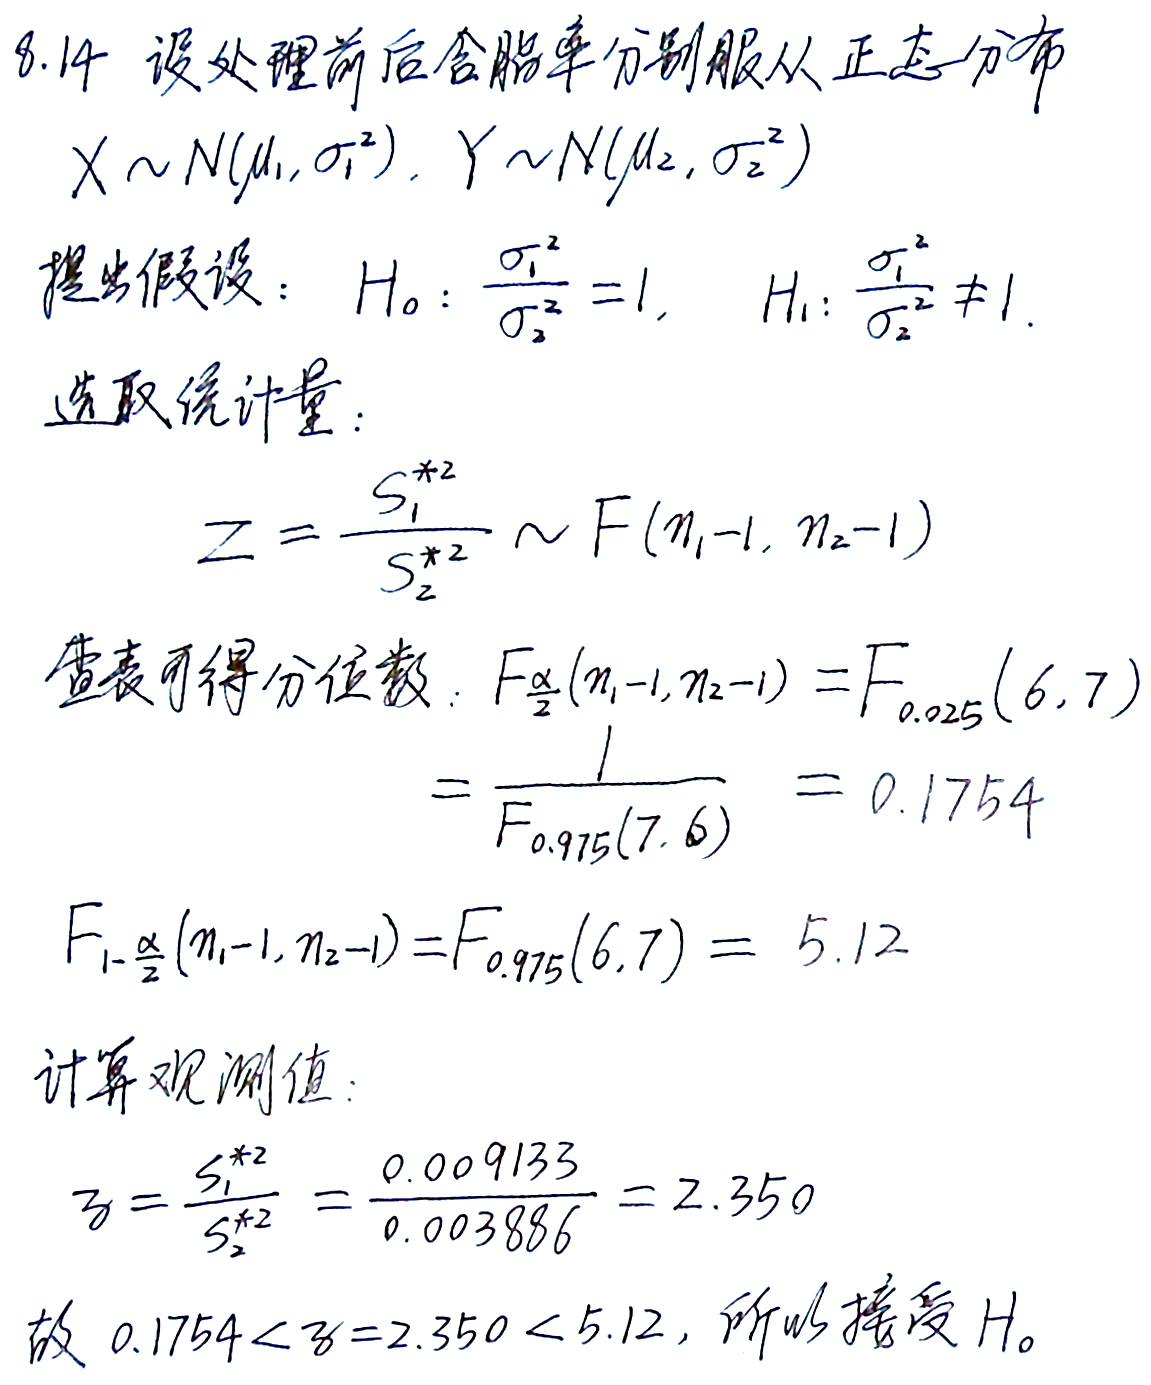 8.14 设处理前后含脂率分别服从正态分布
X ~ N(μ₁, σ₁²), Y ~ N(μ₂, σ₂²)
提出假设: H₀: σ₁²/σ₂² = 1, H₁: σ₁²/σ₂² ≠ 1.
选取统计量:
Z = S₁*²/S₂*² ~ F(n₁-1, n₂-1)
查表可得分位数: F_{α/2}(n₁-1, n₂-1) = F_{0.025}(6, 7)
= 1/F_{0.975}(7, 6) = 0.1754
F_{1-α/2}(n₁-1, n₂-1) = F_{0.975}(6, 7) = 5.12
计算观测值:
z = S₁*²/S₂*² = 0.009133/0.003886 = 2.350
故 0.1754 < z = 2.350 < 5.12, 所以接受 H₀